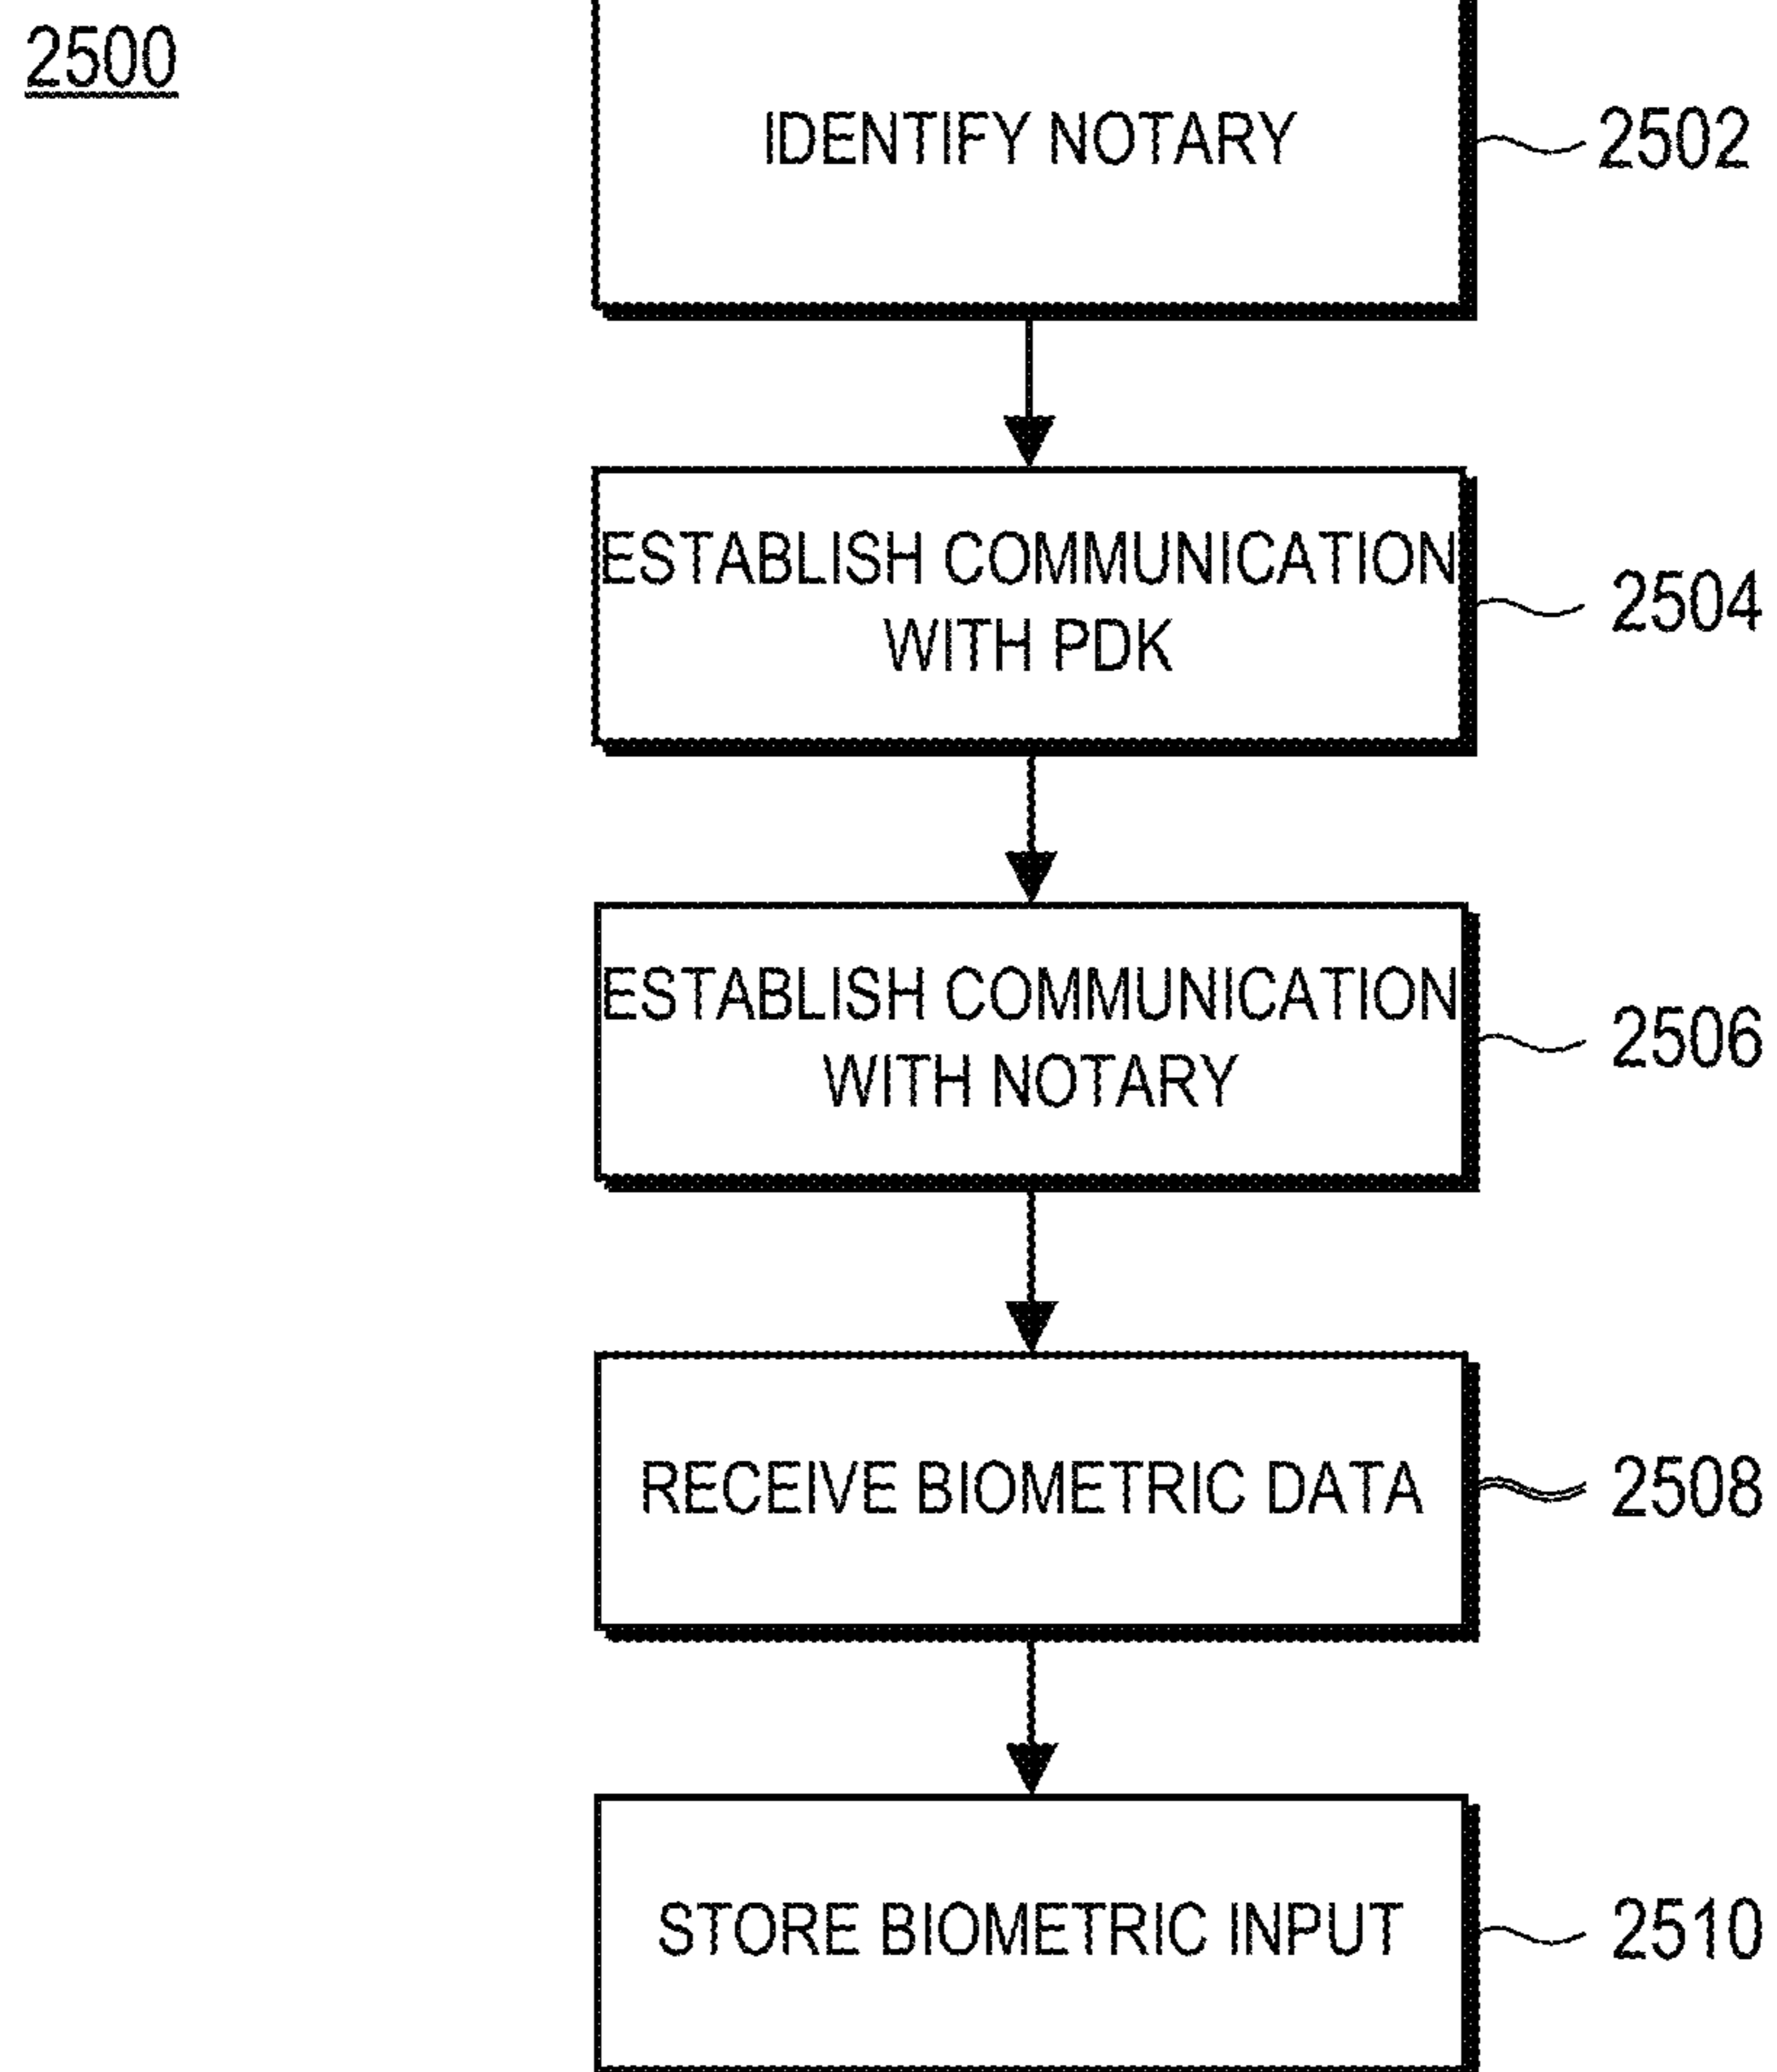 2500
IDENTIFY NOTARY
2502
ESTABLISH COMMUNICATION
WITH PDK
2504
ESTABLISH COMMUNICATION
WITH NOTARY
2506
RECEIVE BIOMETRIC DATA
2508
STORE BIOMETRIC INPUT
2510